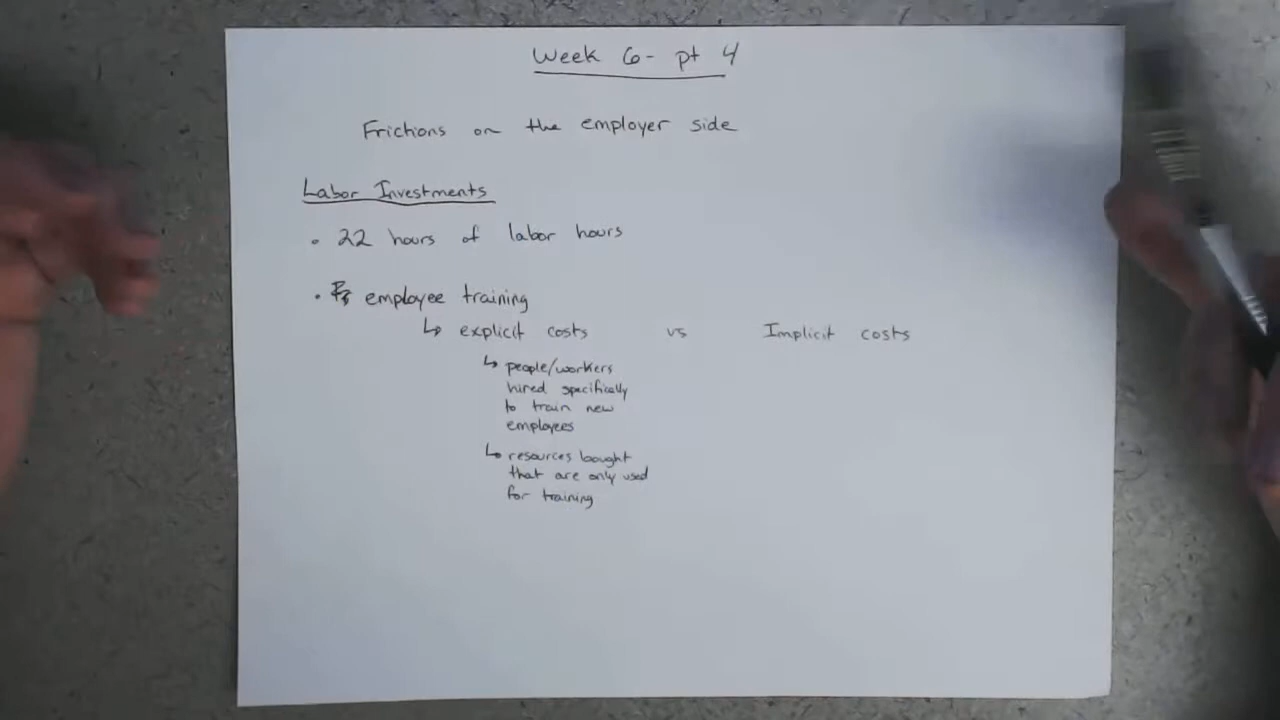 Week 6- pt 4
Frictions on the employer side
Labor Investments
• 22 hours of labor hours
• employee training
↳ explicit costs vs Implicit costs
↳ people/workers
hired specifically
to train new
employees
↳ resources bought
that are only used
for training